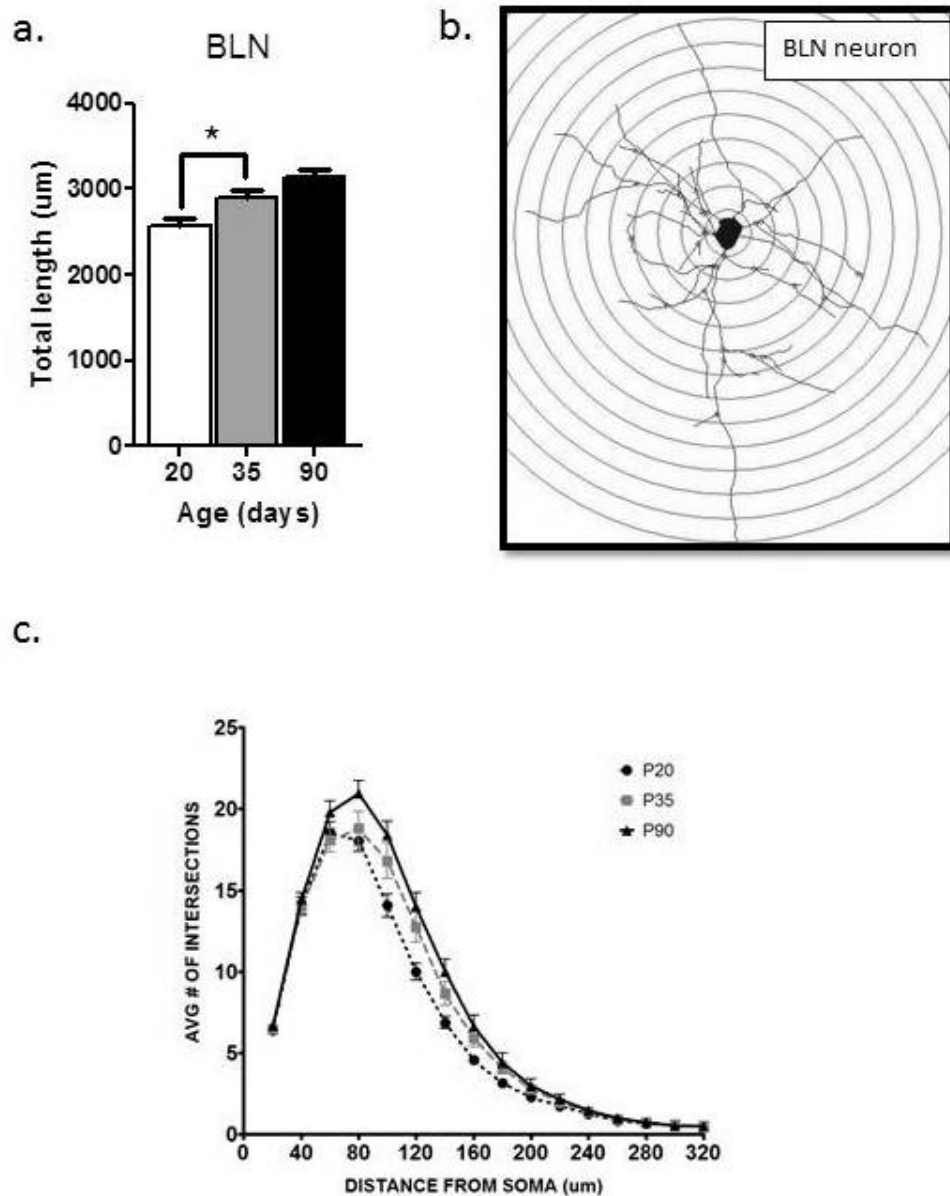 a.
BLN
4000
3000
2000
1000
0
Total length (um)
*
20 35 90
Age (days)
b.
BLN neuron
c.
25
20
15
10
5
0
AVG # OF INTERSECTIONS
P20
P35
P90
0 40 80 120 160 200 240 280 320
DISTANCE FROM SOMA (um)